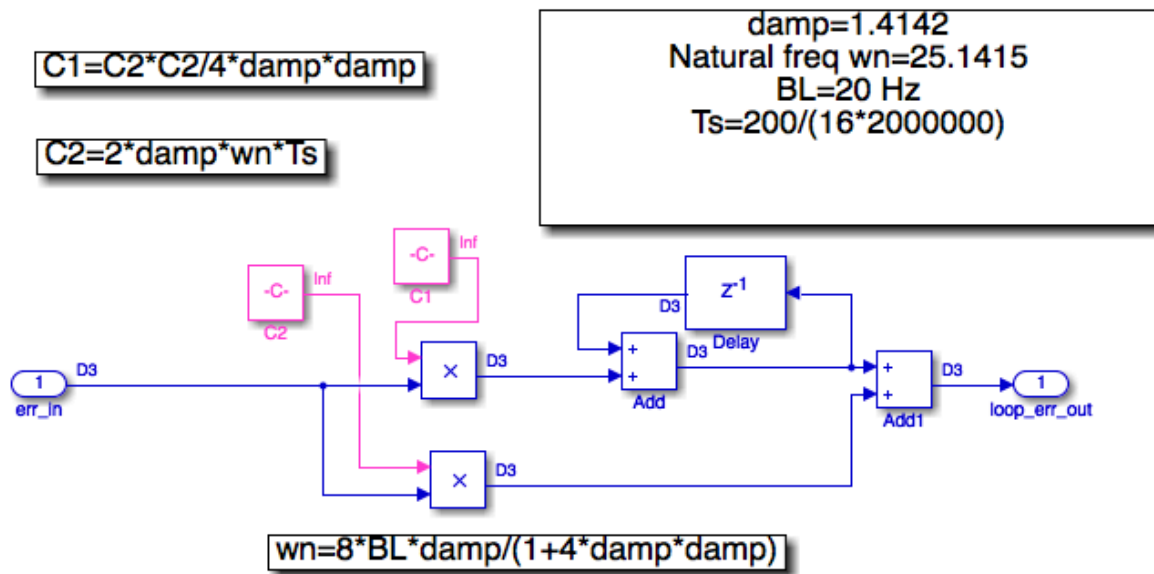 damp=1.4142
Natural freq wn=25.1415
BL=20 Hz
Ts=200/(16*2000000)
C1=C2*C2/4*damp*damp
C2=2*damp*wn*Ts
-C-
Inf
C1
-C-
Inf
C2
z-1
D3
Delay
1
D3
err_in
×
D3
+
+
D3
Add
+
+
D3
Add1
1
loop_err_out
×
D3
wn=8*BL*damp/(1+4*damp*damp)